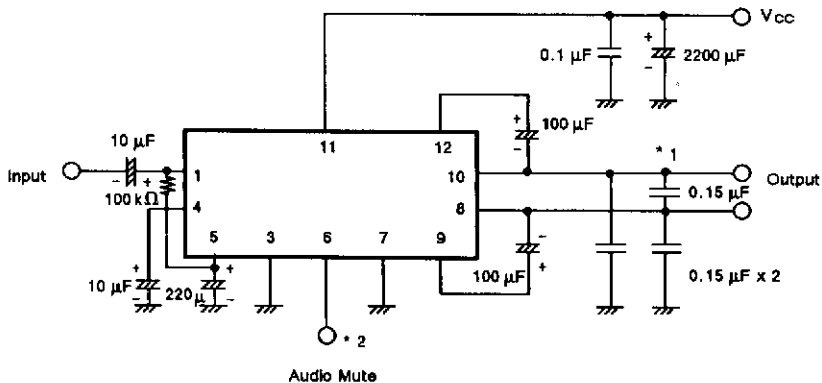 VCC
+
0.1 µF
2200 µF
-
10 µF
11
12
+
100 µF
-
* 1
Input
- +
1
10
Output
100 kΩ
0.15 µF
4
8
5
3
6
7
9
-
+
+
100 µF
+
0.15 µF x 2
10 µF
220 µ
-
-
* 2
Audio Mute